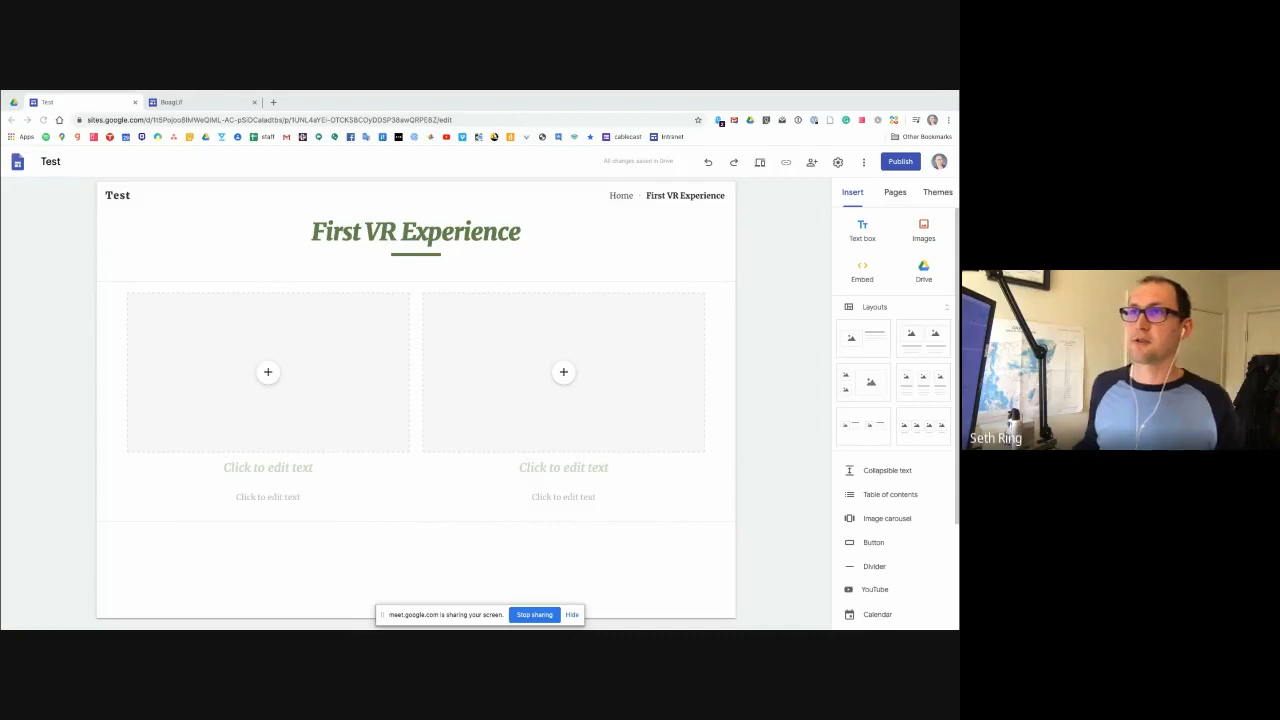 Test
BoagLif
sites.google.com
Apps
staff
cablecast
Intranet
Other Bookmarks
Test
All changes saved in Drive
Publish
Test
Home · First VR Experience
First VR Experience
Click to edit text
Click to edit text
Click to edit text
Click to edit text
Insert
Pages
Themes
Text box
Images
Embed
Drive
Layouts
Collapsible text
Table of contents
Image carousel
Button
Divider
YouTube
Calendar
meet.google.com is sharing your screen.
Stop sharing
Hide
Seth Ring